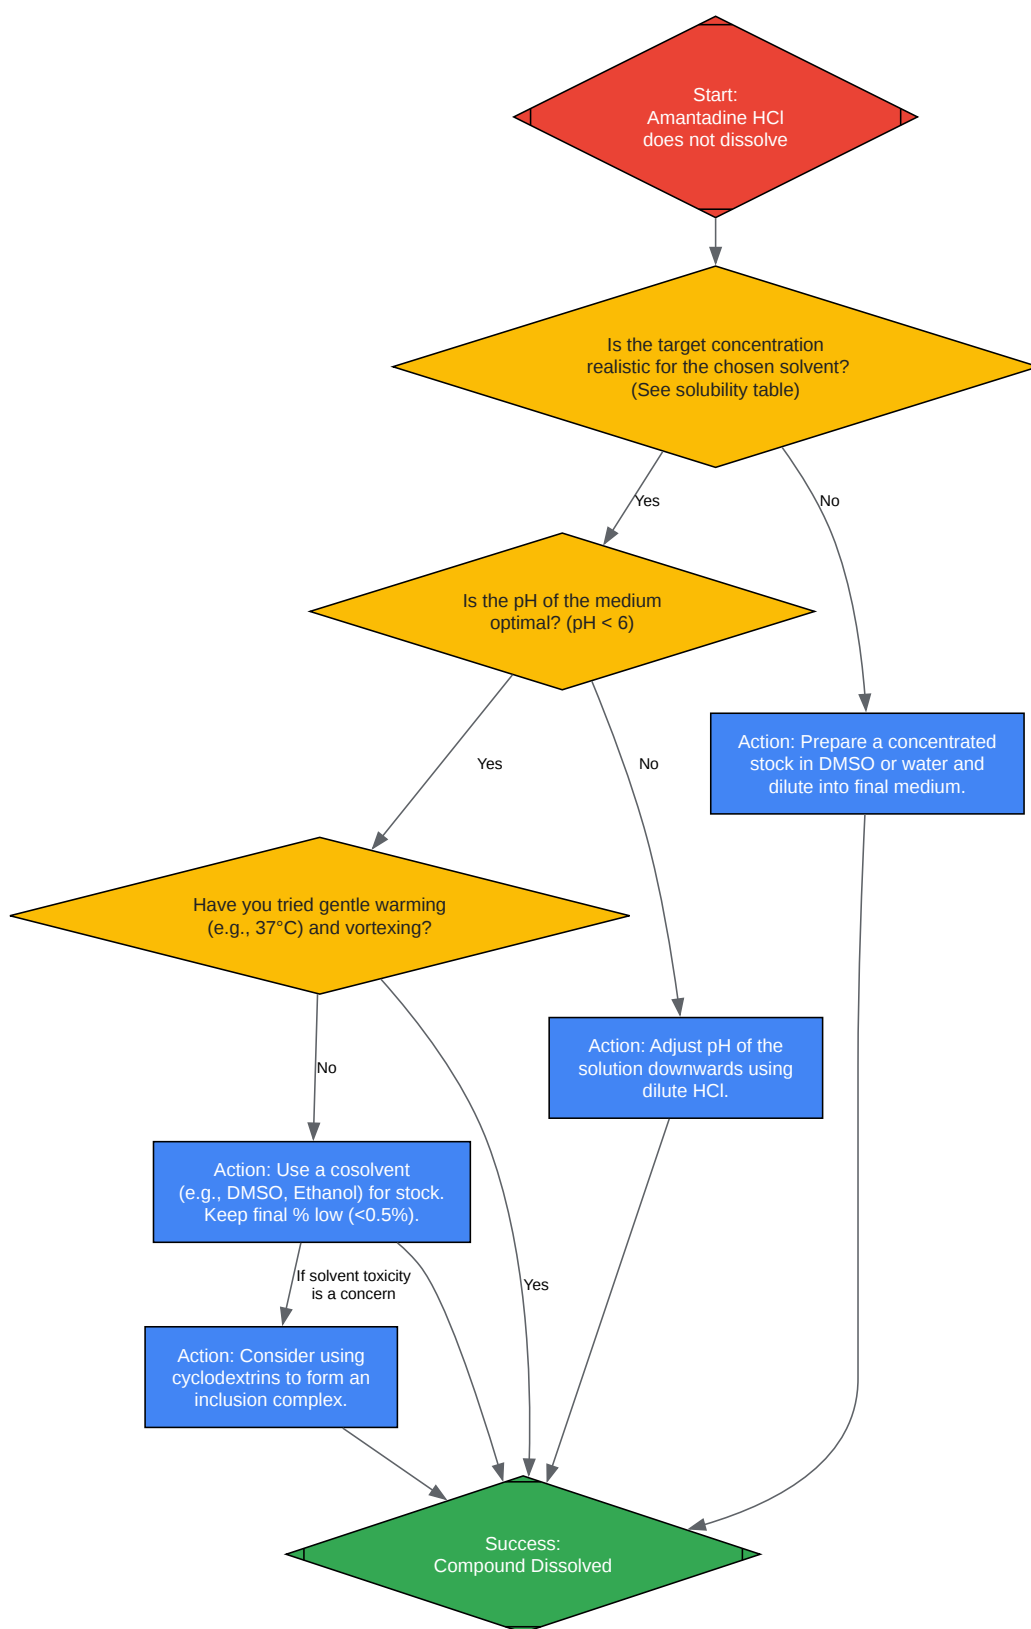 Start:
Amantadine HCl
does not dissolve
Is the target concentration
realistic for the chosen solvent?
(See solubility table)
Yes
No
Is the pH of the medium
optimal? (pH < 6)
Yes
No
Action: Prepare a concentrated
stock in DMSO or water and
dilute into final medium.
Have you tried gentle warming
(e.g., 37°C) and vortexing?
No
Action: Adjust pH of the
solution downwards using
dilute HCl.
Action: Use a cosolvent
(e.g., DMSO, Ethanol) for stock.
Keep final % low (<0.5%).
If solvent toxicity
is a concern
Yes
Action: Consider using
cyclodextrins to form an
inclusion complex.
Success:
Compound Dissolved